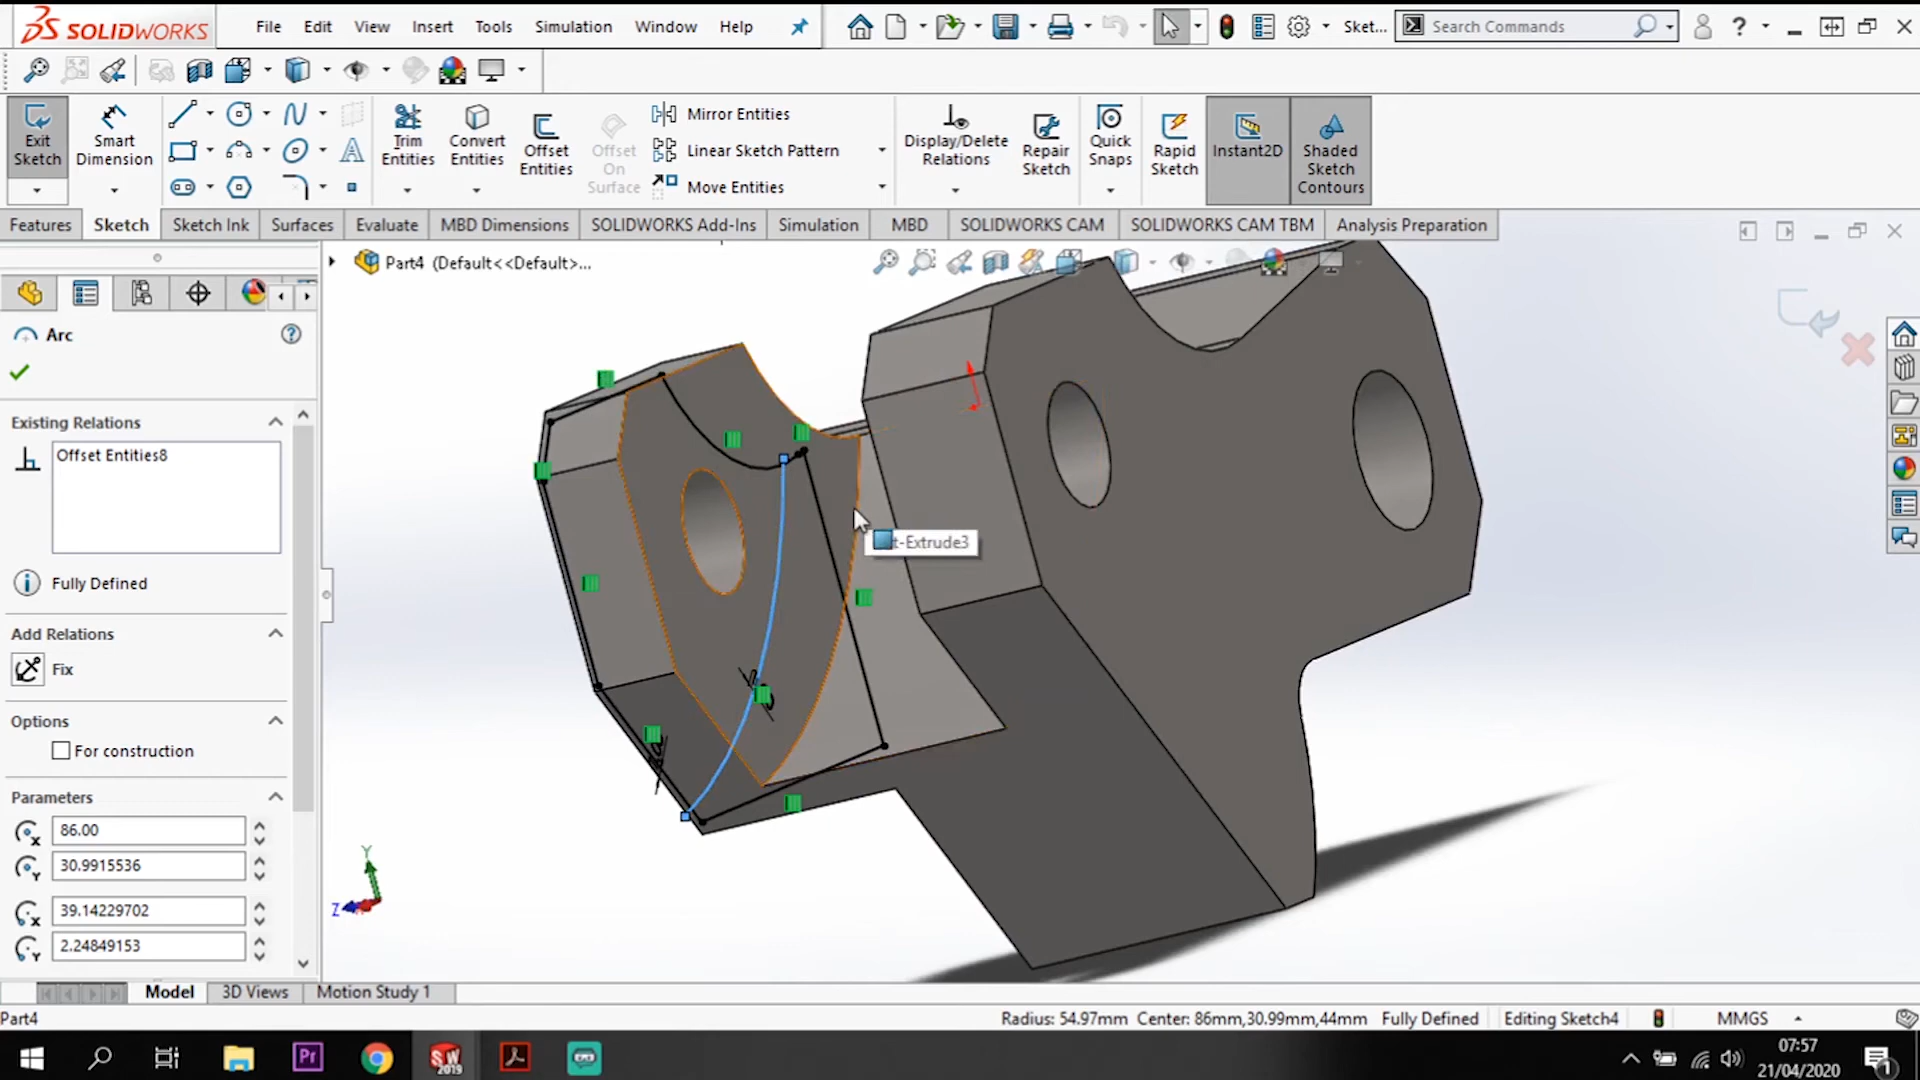 SOLIDWORKS File Edit View Insert Tools Simulation Window Help Sket... Search Commands ?
Exit Sketch
Smart Dimension
Trim Entities
Convert Entities
Offset Entities
Offset On Surface
Mirror Entities
Linear Sketch Pattern
Move Entities
Display/Delete Relations
Repair Sketch
Quick Snaps
Rapid Sketch
Instant2D
Shaded Sketch Contours
Features Sketch Sketch Ink Surfaces Evaluate MBD Dimensions SOLIDWORKS Add-Ins Simulation MBD SOLIDWORKS CAM SOLIDWORKS CAM TBM Analysis Preparation
Part4 (Default<<Default>...
Arc
Existing Relations
Offset Entities8
Fully Defined
Add Relations
Fix
Options
For construction
Parameters
86.00
30.9915536
39.14229702
2.24849153
t-Extrude3
Y
Z
Model 3D Views Motion Study 1
Part4 Radius: 54.97mm Center: 86mm,30.99mm,44mm Fully Defined Editing Sketch4 MMGS
Pr
SW 2019
07:57
21/04/2020
1